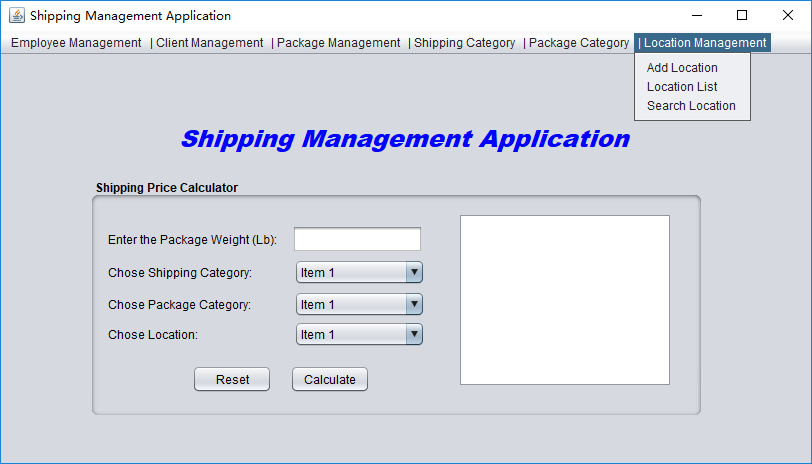 Shipping Management Application
Employee Management | Client Management | Package Management | Shipping Category | Package Category | Location Management
Add Location
Location List
Search Location
Shipping Management Application
Shipping Price Calculator
Enter the Package Weight (Lb):
Chose Shipping Category: Item 1
Chose Package Category: Item 1
Chose Location: Item 1
Reset Calculate